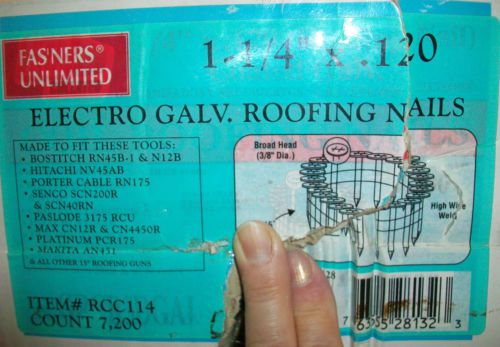 FAS'NERS®
UNLIMITED
1-1/4" x .120
ELECTRO GALV. ROOFING NAILS
MADE TO FIT THESE TOOLS:
• BOSTITCH RN45B-1 & N12B
• HITACHI NV45AB
• PORTER CABLE RN175
• SENCO SCN200R
& SCN40RN
• PASLODE 3175 RCU
• MAX CN12R & CN4450R
• PLATINUM PCR175
• MAKITA AN451
& ALL OTHER 15° ROOFING GUNS
Broad Head
(3/8" Dia.)
High Wire
Weld
ITEM# RCC114
COUNT 7,200
28132 3